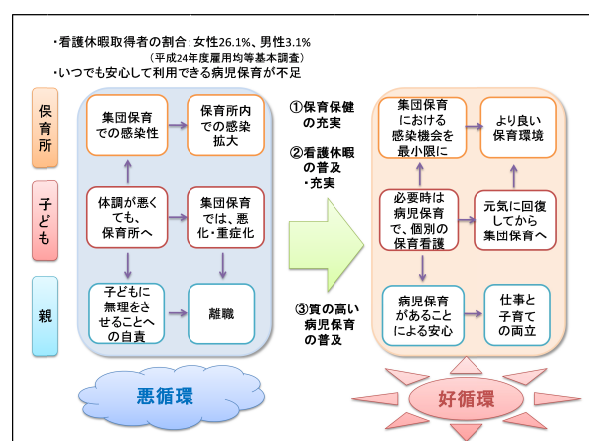 ・看護休暇取得者の割合:女性26.1%、男性3.1%
(平成24年度雇用均等基本調査)
・いつでも安心して利用できる病児保育が不足
保育所
集団保育
での感染性
保育所内
での感染
拡大
子ども
体調が悪く
ても、
保育所へ
集団保育
では、悪
化・重症化
親
子どもに
無理をさ
せることへ
の自責
離職
悪循環
①保育保健
の充実
②看護休暇
の普及
・充実
③質の高い
病児保育
の普及
集団保育
における
感染機会を
最小限に
より良い
保育環境
必要時は
病児保育
で、個別の
保育看護
元気に回復
してから
集団保育へ
病児保育
があること
による安心
仕事と
子育て
の両立
好循環